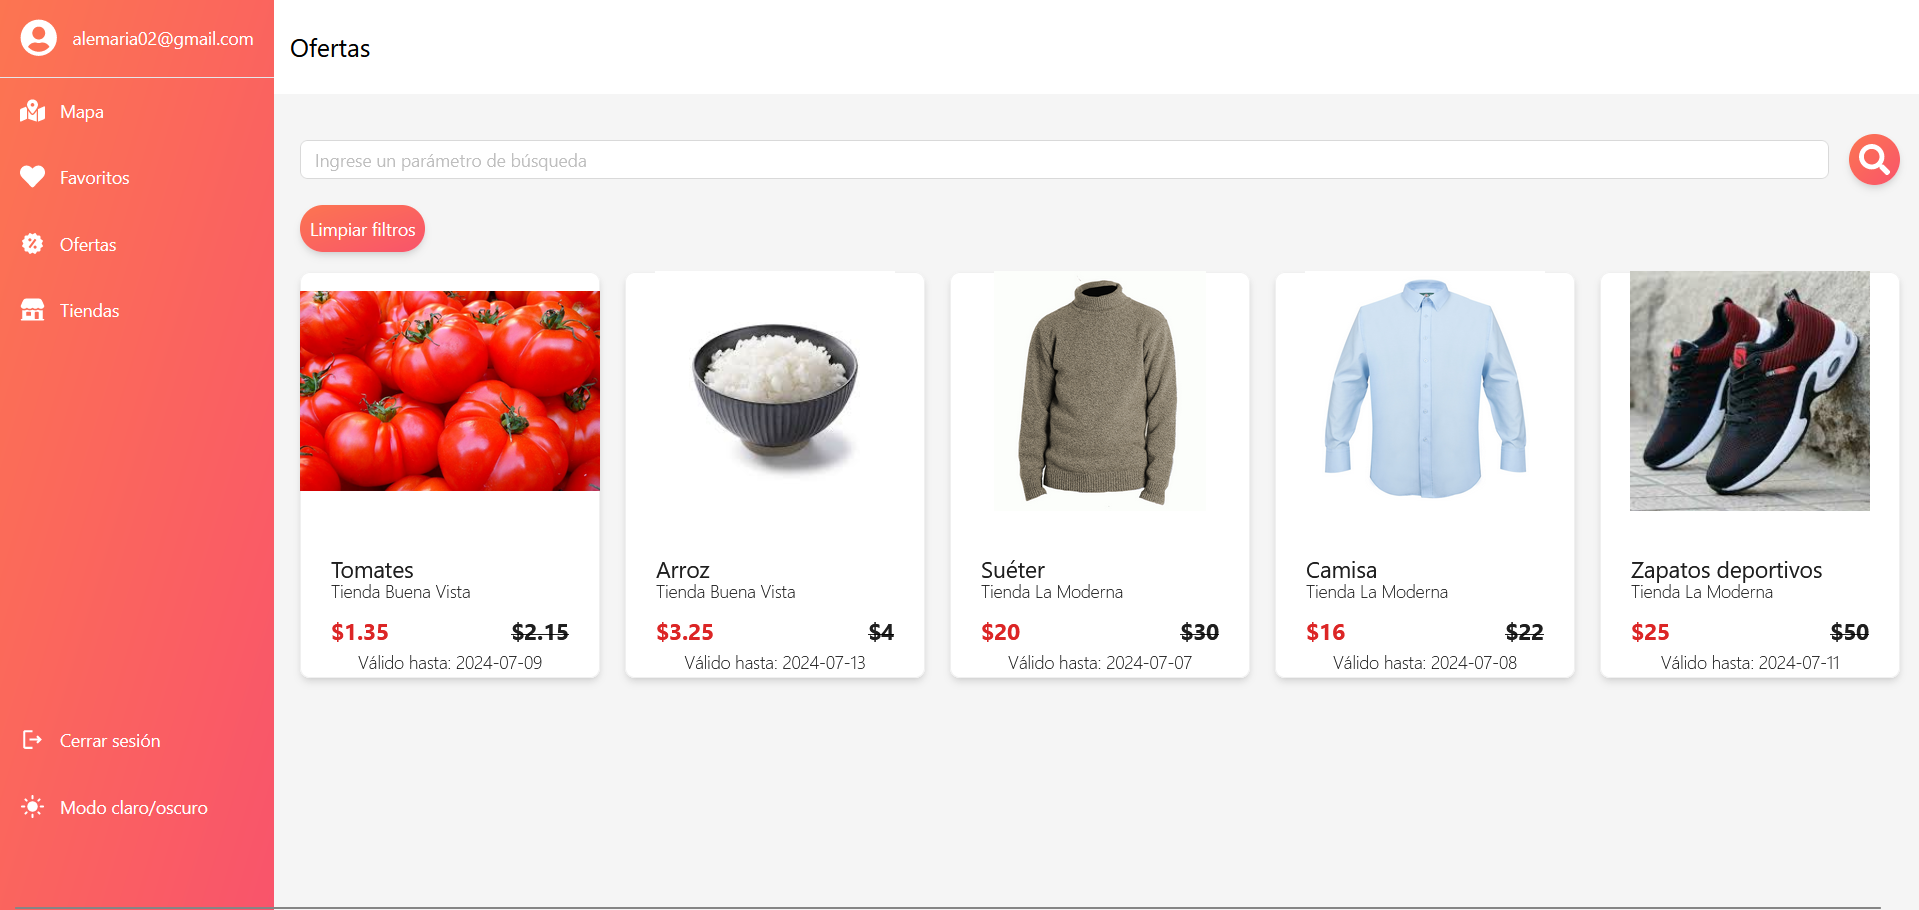 alemaria02@gmail.com
Mapa
Favoritos
Ofertas
Tiendas
Cerrar sesión
Modo claro/oscuro
Ofertas
Ingrese un parámetro de búsqueda
Limpiar filtros
Tomates
Tienda Buena Vista
$1.35 $2.15
Válido hasta: 2024-07-09
Arroz
Tienda Buena Vista
$3.25 $4
Válido hasta: 2024-07-13
Suéter
Tienda La Moderna
$20 $30
Válido hasta: 2024-07-07
Camisa
Tienda La Moderna
$16 $22
Válido hasta: 2024-07-08
Zapatos deportivos
Tienda La Moderna
$25 $50
Válido hasta: 2024-07-11